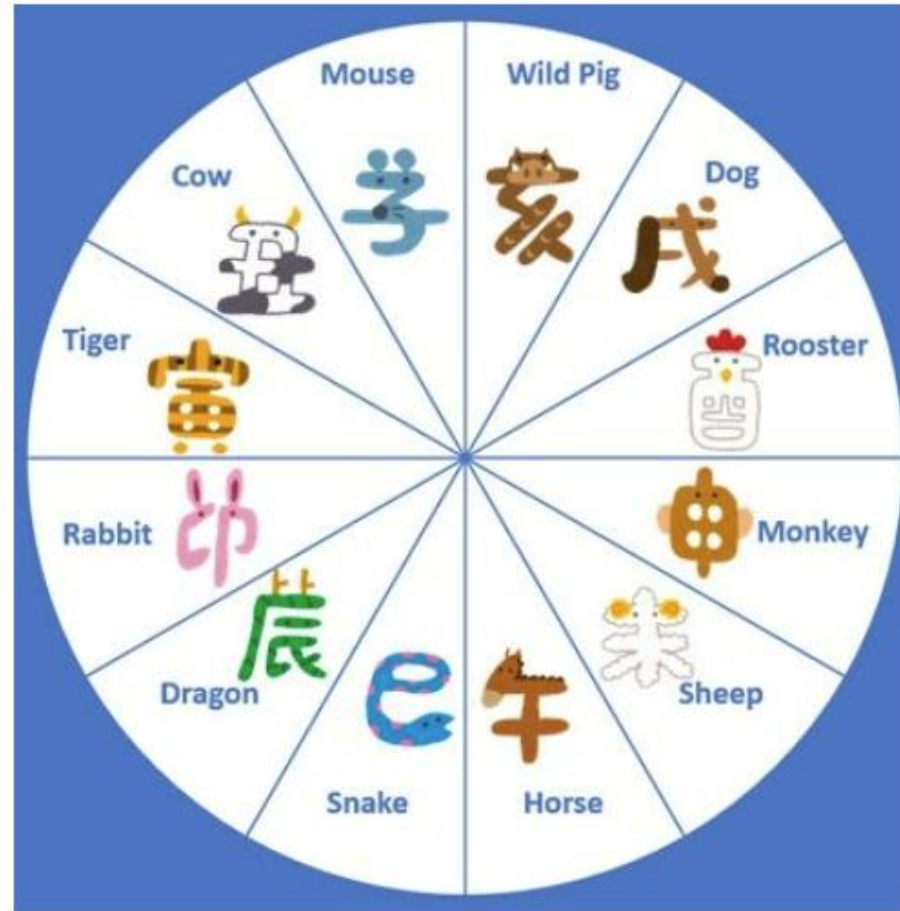 Mouse
子
Wild Pig
亥
Dog
戌
Rooster
酉
Monkey
申
Sheep
未
Horse
午
Snake
巳
Dragon
辰
Rabbit
卯
Tiger
寅
Cow
丑